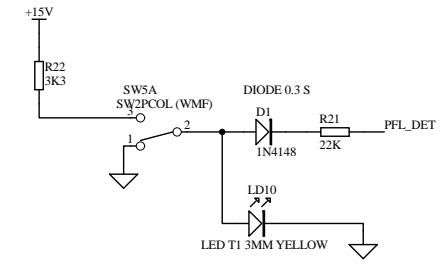 +15V
R22
3K3
SW5A
SW2PCOL (WMF)
3
1
2
DIODE 0.3 S
D1
1N4148
R21
22K
PFL_DET
LD10
LED T1 3MM YELLOW